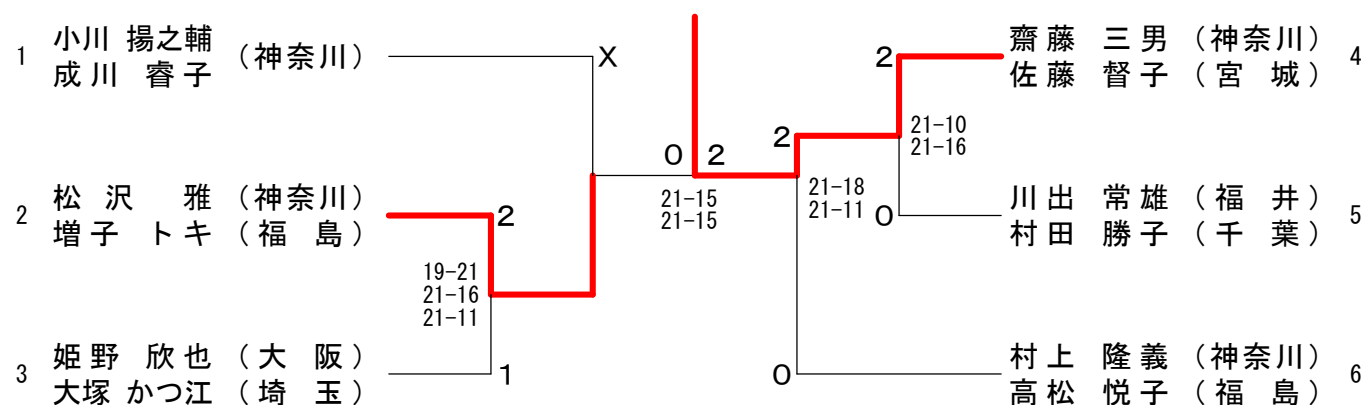 1 小川 揚之輔 (神奈川)
成川 睿子
X
2 松沢 雅 (神奈川)
増子 トキ (福島)
2
19-21
21-16
21-11
3 姫野 欣也 (大阪)
大塚 かつ江 (埼玉)
1
0 2
21-15
21-15
齋藤 三男 (神奈川) 4
佐藤 督子 (宮城)
2
21-10
21-16
2
21-18
21-11
川出 常雄 (福井) 5
村田 勝子 (千葉)
0
村上 隆義 (神奈川) 6
高松 悦子 (福島)
0